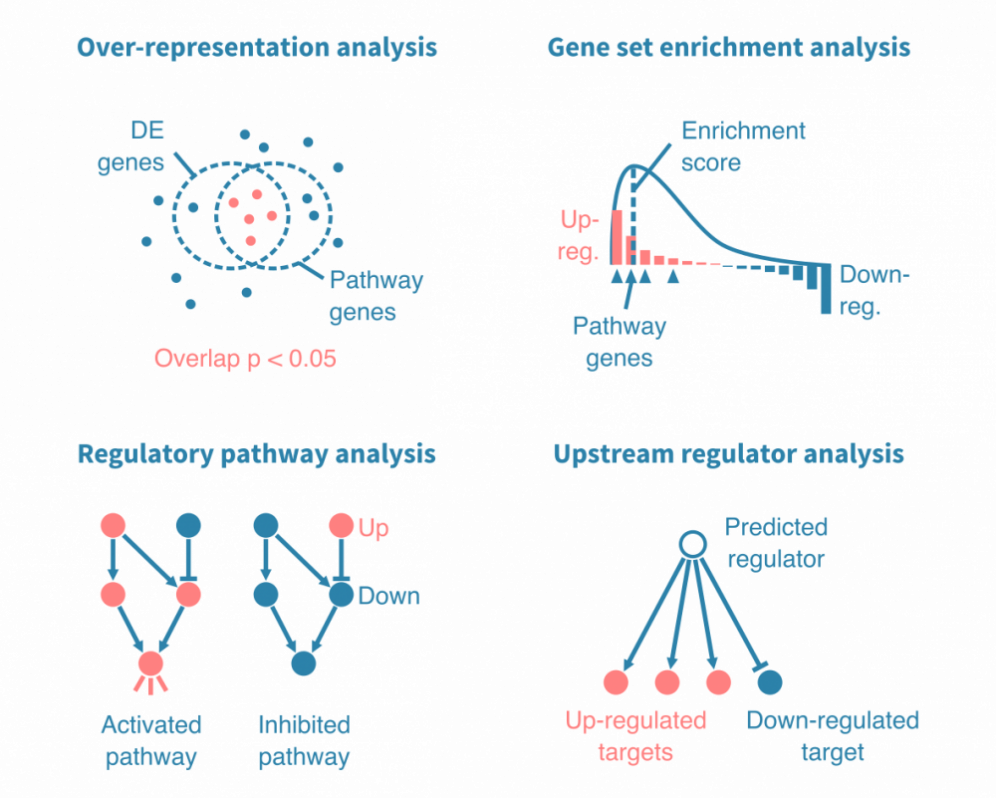 Over-representation analysis
DE
genes
Pathway
genes
Overlap p < 0.05
Gene set enrichment analysis
Enrichment
score
Up-
reg.
Down-
reg.
Pathway
genes
Regulatory pathway analysis
Up
Down
Activated
pathway
Inhibited
pathway
Upstream regulator analysis
Predicted
regulator
Up-regulated
targets
Down-regulated
target